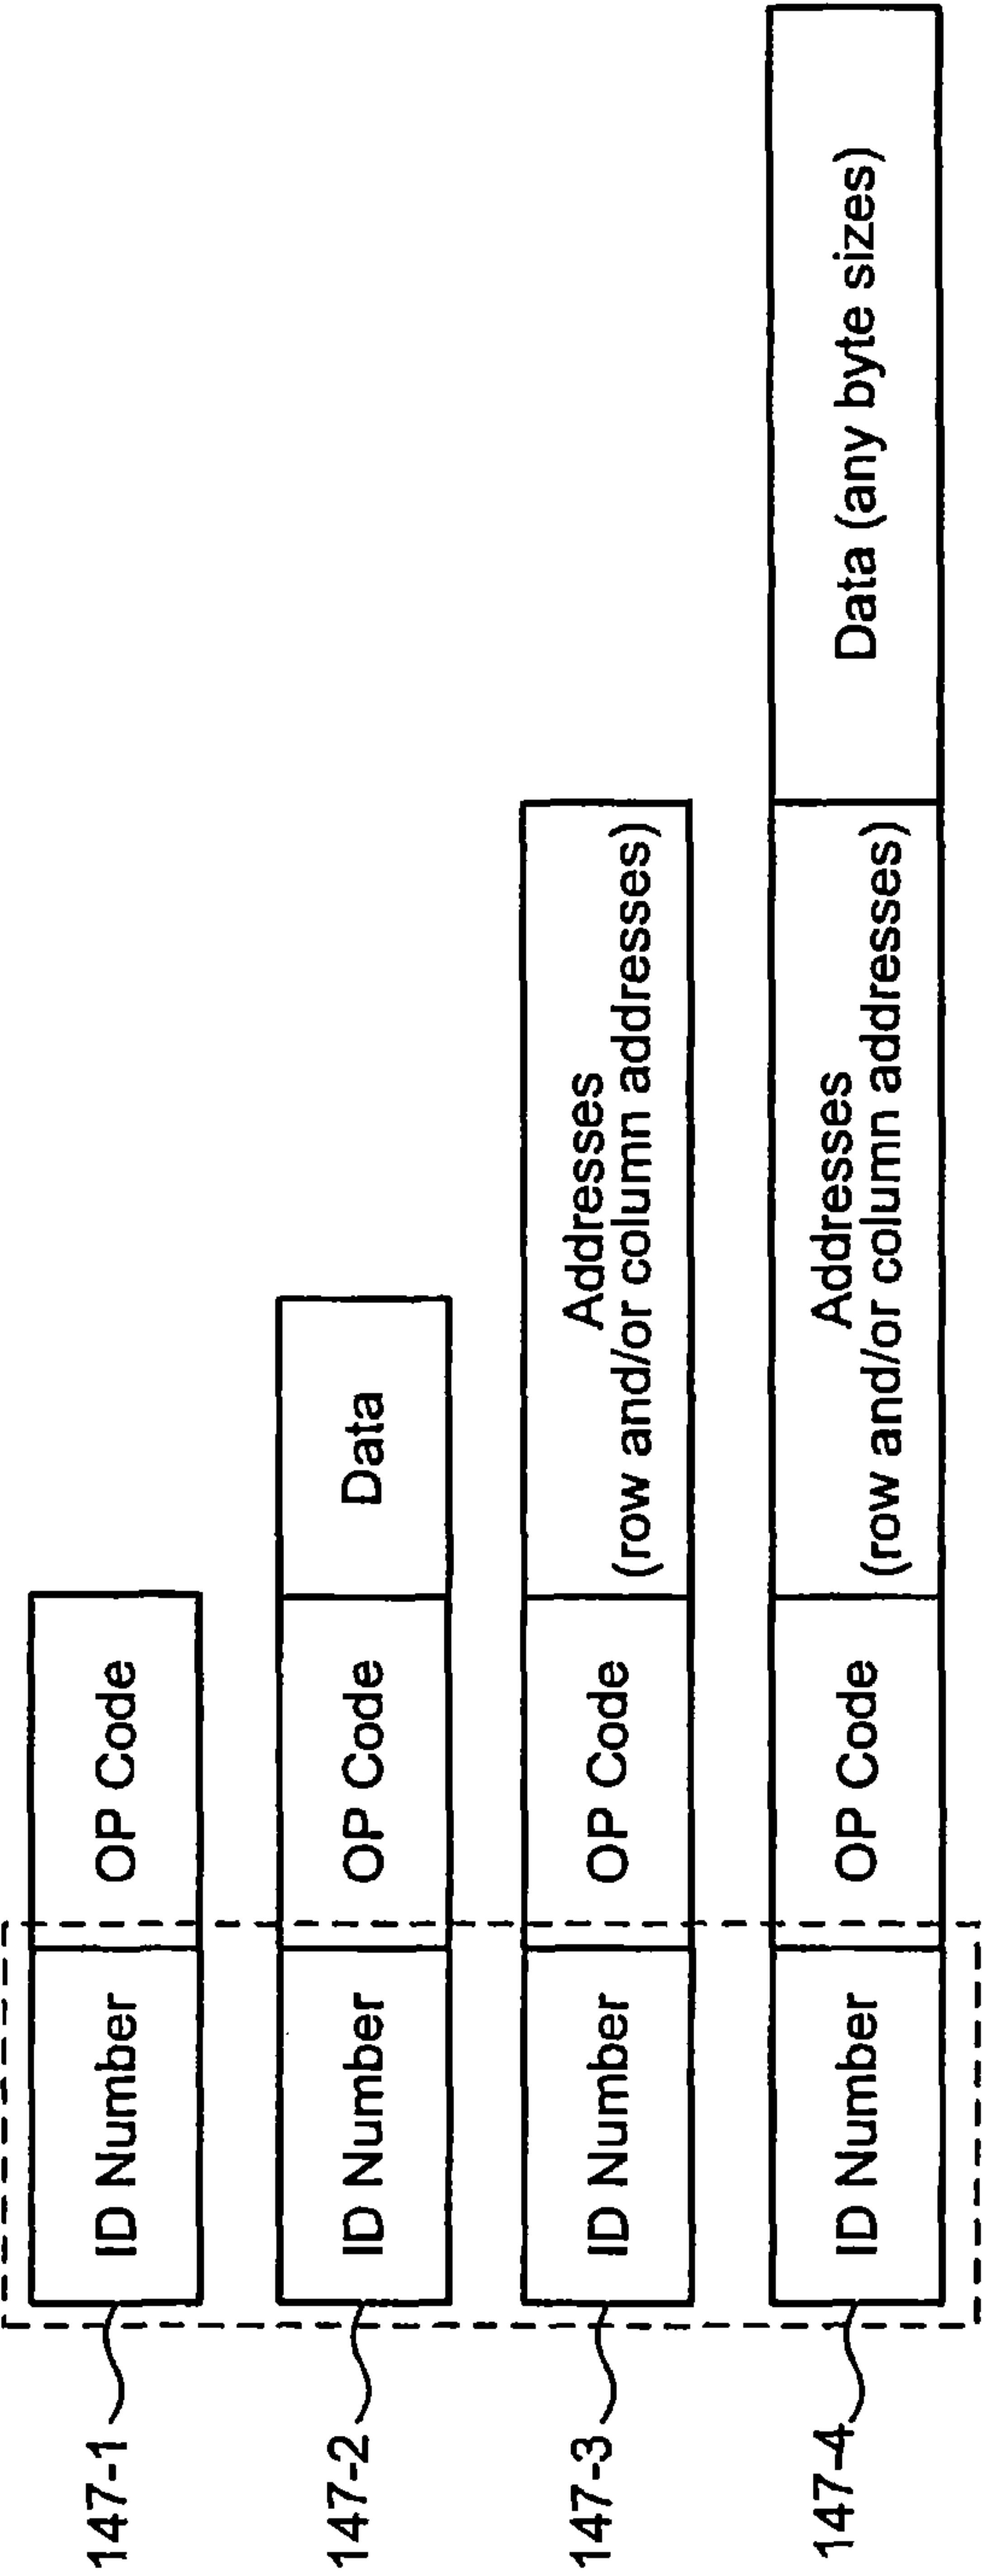 147-1
ID Number
OP Code
147-2
ID Number
OP Code
Data
147-3
ID Number
OP Code
Addresses
(row and/or column addresses)
147-4
ID Number
OP Code
Addresses
(row and/or column addresses)
Data (any byte sizes)